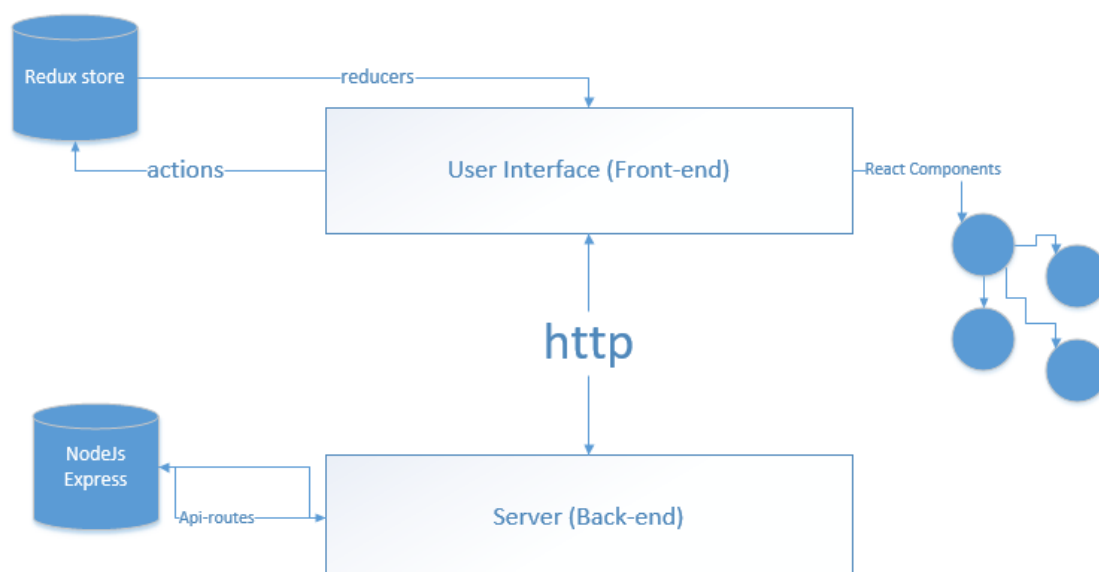 Redux store
reducers
actions
User Interface (Front-end)
React Components
http
NodeJs
Express
Api-routes
Server (Back-end)